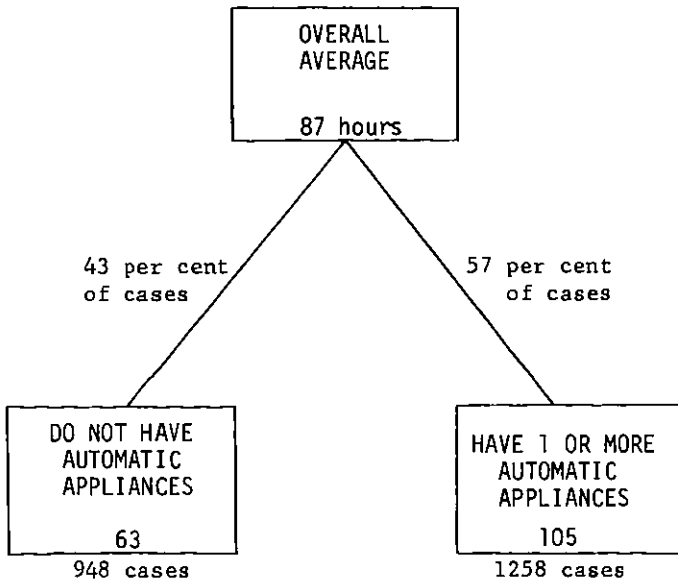 OVERALL
AVERAGE
87 hours
43 per cent
of cases
57 per cent
of cases
DO NOT HAVE
AUTOMATIC
APPLIANCES
63
948 cases
HAVE 1 OR MORE
AUTOMATIC
APPLIANCES
105
1258 cases